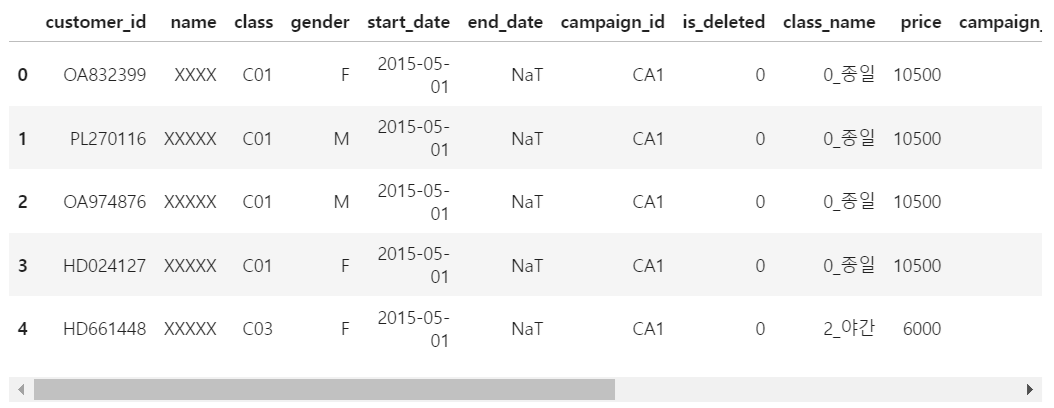 customer_id name class gender start_date end_date campaign_id is_deleted class_name price campaign_
0 OA832399 XXXX C01 F 2015-05-01 NaT CA1 0 0_종일 10500
1 PL270116 XXXXX C01 M 2015-05-01 NaT CA1 0 0_종일 10500
2 OA974876 XXXXX C01 M 2015-05-01 NaT CA1 0 0_종일 10500
3 HD024127 XXXXX C01 F 2015-05-01 NaT CA1 0 0_종일 10500
4 HD661448 XXXXX C03 F 2015-05-01 NaT CA1 0 2_야간 6000